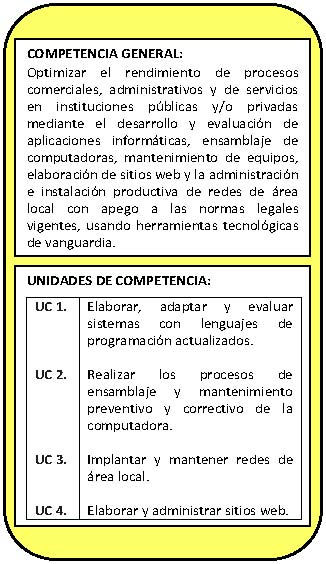 COMPETENCIA GENERAL:
Optimizar el rendimiento de procesos
comerciales, administrativos y de servicios
en instituciones públicas y/o privadas
mediante el desarrollo y evaluación de
aplicaciones informáticas, ensamblaje de
computadoras, mantenimiento de equipos,
elaboración de sitios web y la administración
e instalación productiva de redes de área
local con apego a las normas legales
vigentes, usando herramientas tecnológicas
de vanguardia.
UNIDADES DE COMPETENCIA:
UC 1. Elaborar, adaptar y evaluar
sistemas con lenguajes de
programación actualizados.
UC 2. Realizar los procesos de
ensamblaje y mantenimiento
preventivo y correctivo de la
computadora.
UC 3. Implantar y mantener redes de
área local.
UC 4. Elaborar y administrar sitios web.